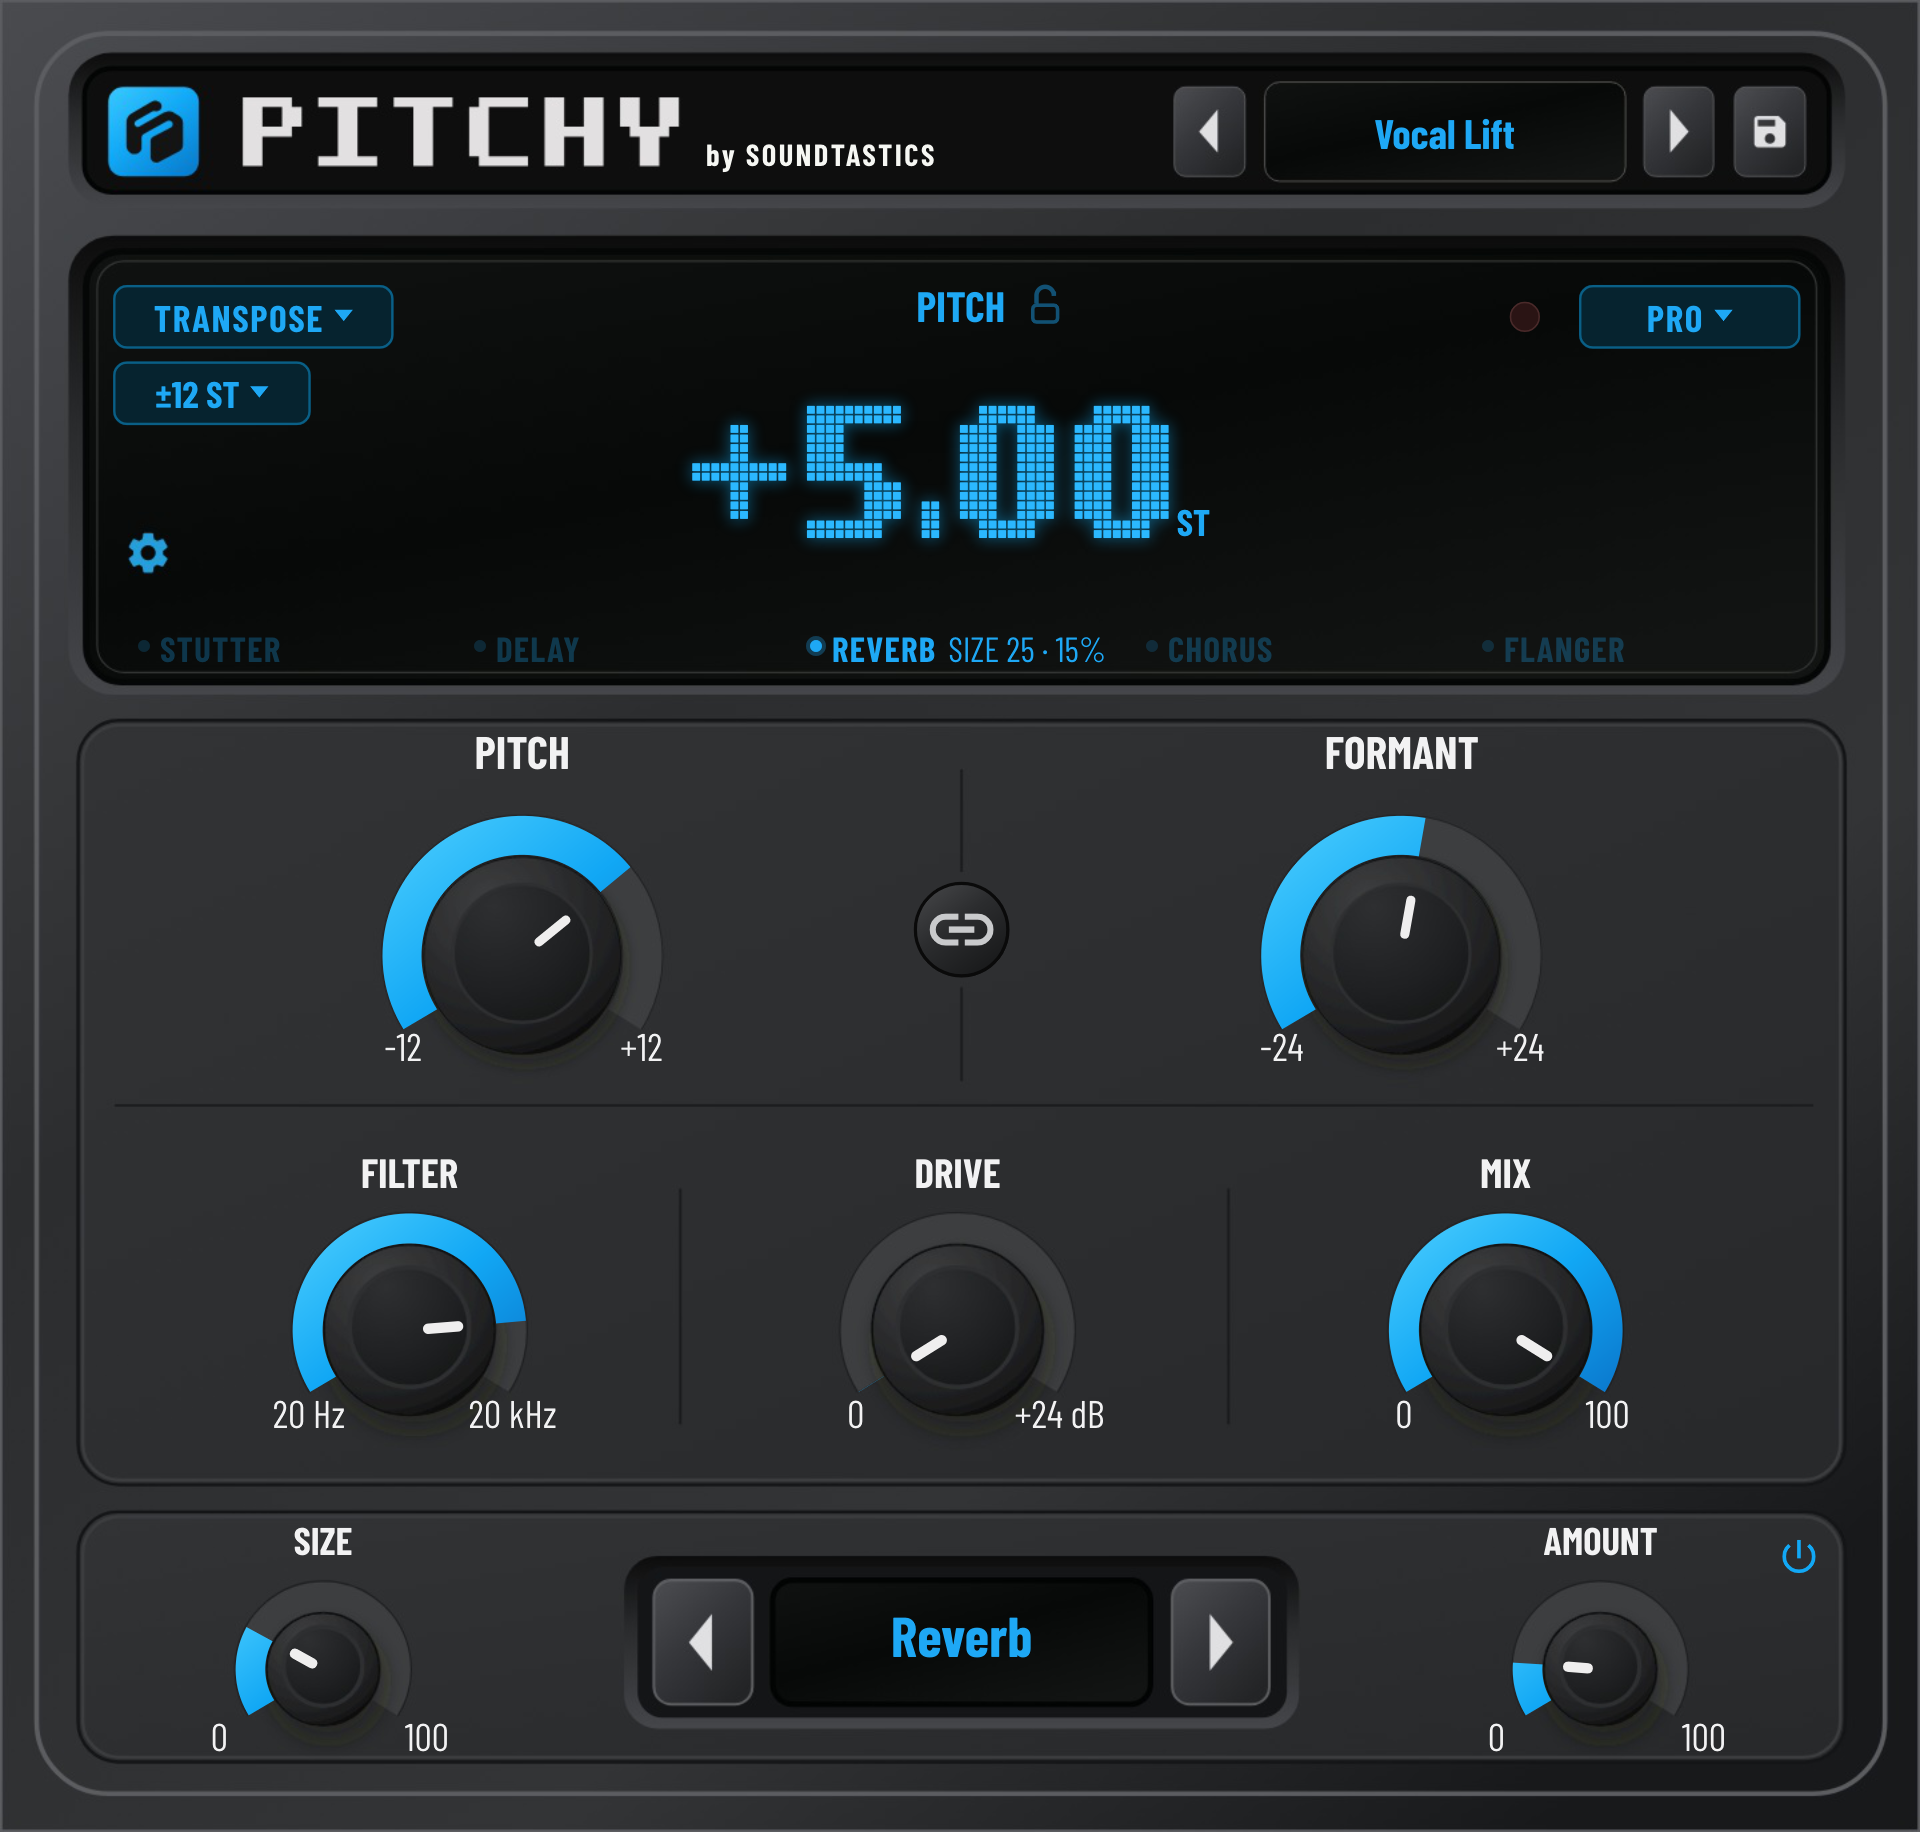 PITCHY by SOUNDTASTICS
Vocal Lift
TRANSPOSE
PITCH
PRO
±12 ST
+5.00 ST
STUTTER
DELAY
REVERB SIZE 25 · 15%
CHORUS
FLANGER
PITCH
FORMANT
-12
+12
-24
+24
FILTER
DRIVE
MIX
20 Hz
20 kHz
0
+24 dB
0
100
SIZE
AMOUNT
Reverb
0
100
0
100